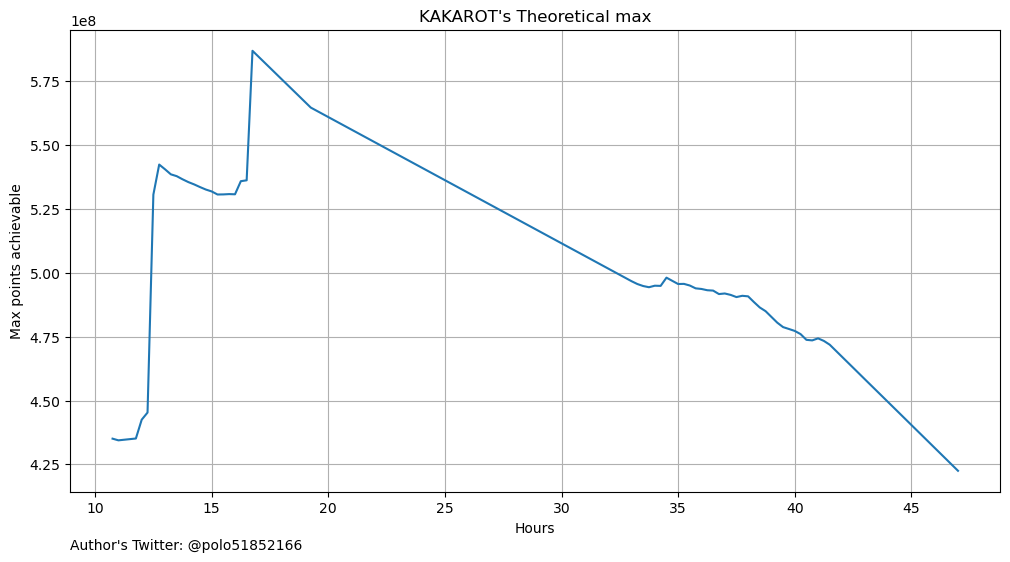 KAKAROT's Theoretical max
1e8
5.75
5.50
5.25
5.00
4.75
4.50
4.25
Max points achievable
10 15 20 25 30 35 40 45
Hours
Author's Twitter: @polo51852166